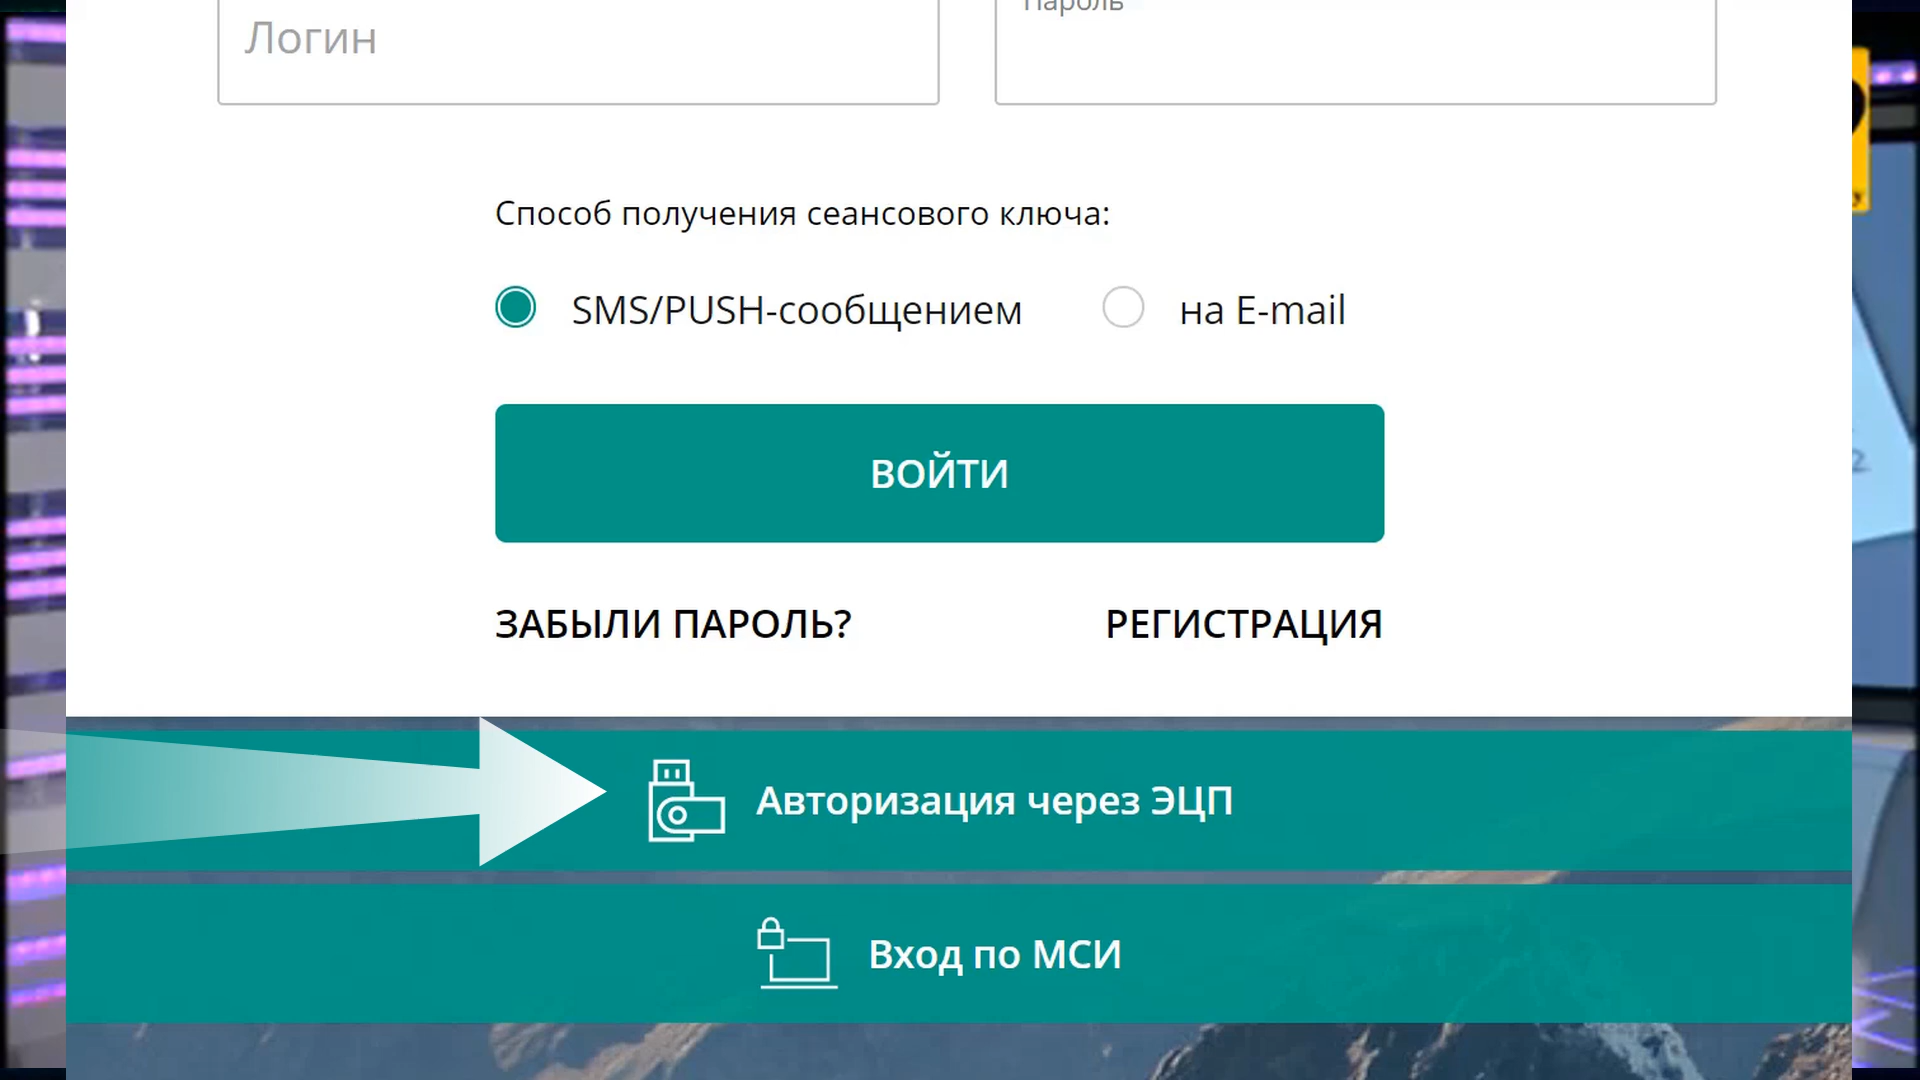 Логин
Пароль
Способ получения сеансового ключа:
SMS/PUSH-сообщением
на E-mail
ВОЙТИ
ЗАБЫЛИ ПАРОЛЬ?
РЕГИСТРАЦИЯ
Авторизация через ЭЦП
Вход по МСИ